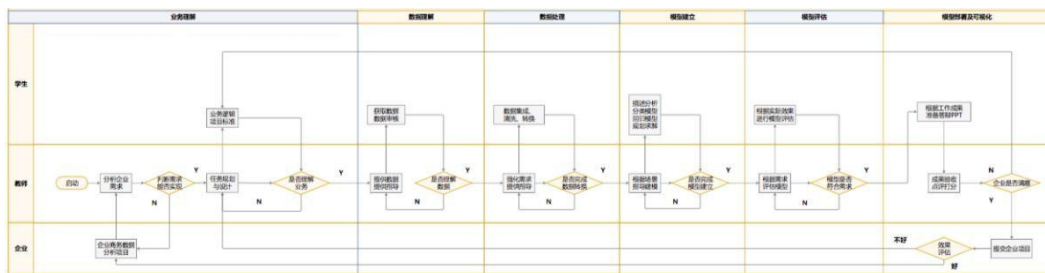 业务理解
数据理解
数据处理
模型建立
模型评估
模型部署及可视化
学生
业务逻辑
项目标准
获取数据
数据审核
数据集成、
清洗、转换
描述分析
分类模型
回归模型
规划求解
根据实际效果
进行模型评估
根据工作成果
准备答辩PPT
教师
启动
分析企业
需求
判断需求
能否实现
Y
N
任务规划
与设计
是否理解
业务
Y
N
提供数据
提供指导
是否理解
数据
Y
N
强化需求
提供指导
是否完成
数据转换
Y
N
根据场景
指导建模
是否完成
模型建立
Y
N
根据需求
评估模型
模型是否
符合需求
Y
N
成果验收
点评打分
企业是否满意
N
Y
企业
企业商务数据
分析项目
不好
效果
评估
好
提交企业项目